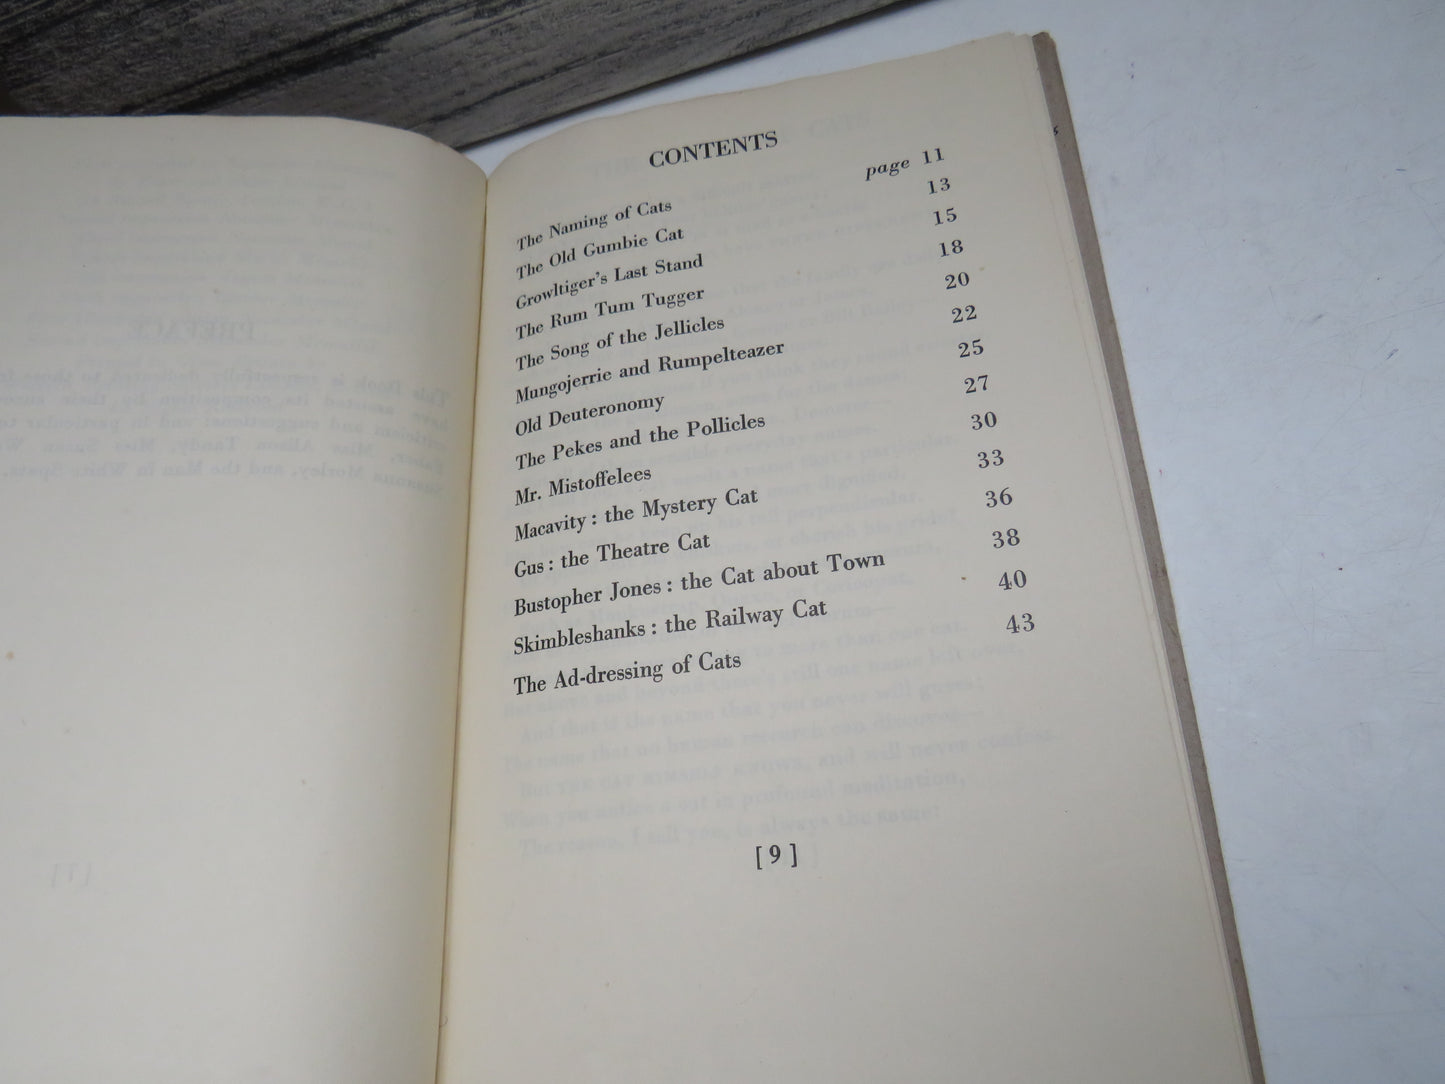 CONTENTS
The Naming of Cats page 11
The Old Gumbie Cat 13
Growltiger's Last Stand 15
The Rum Tum Tugger 18
The Song of the Jellicles 20
Mungojerrie and Rumpelteazer 22
Old Deuteronomy 25
The Pekes and the Pollicles 27
Mr. Mistoffelees 30
Macavity : the Mystery Cat 33
Gus : the Theatre Cat 36
Bustopher Jones : the Cat about Town 38
Skimbleshanks : the Railway Cat 40
The Ad-dressing of Cats 43
[ 9 ]